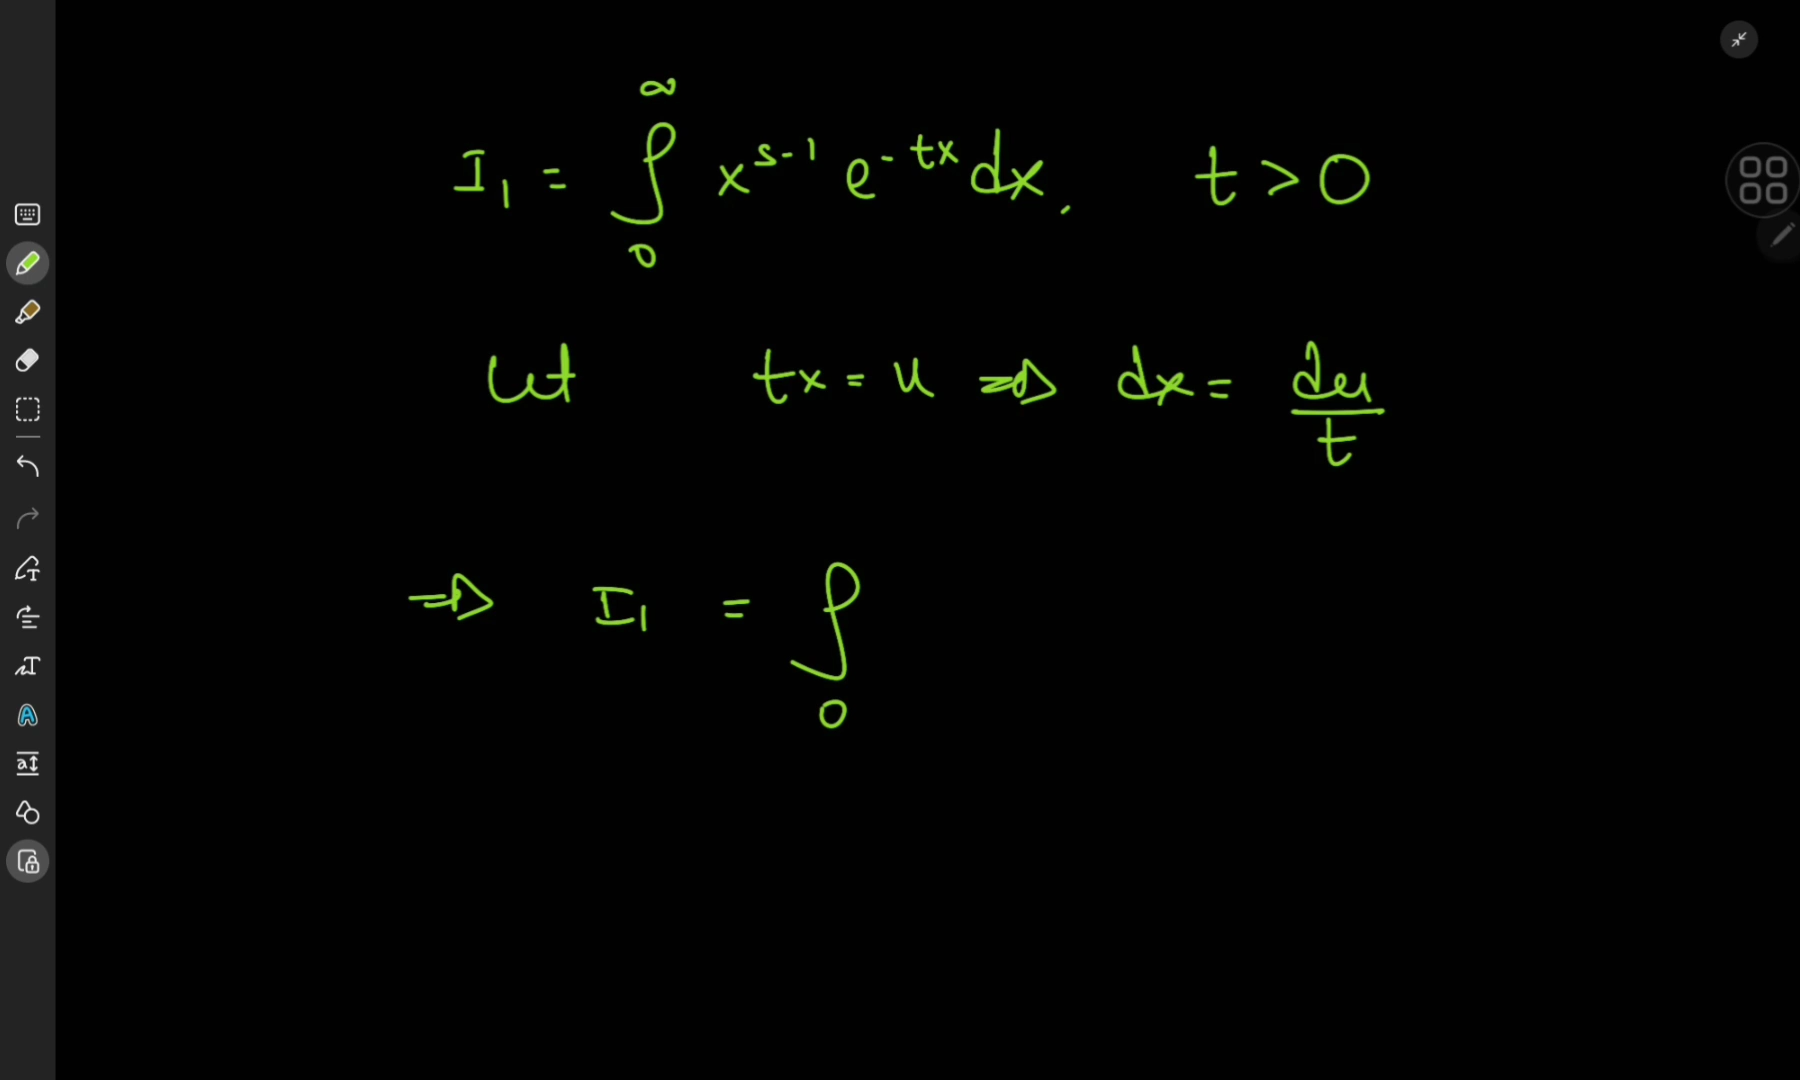 I₁ = ∫₀^∞ x^{s-1} e^{-tx} dx, t > 0
let tx = u ⇒ dx = du/t
⇒ I₁ = ∫₀